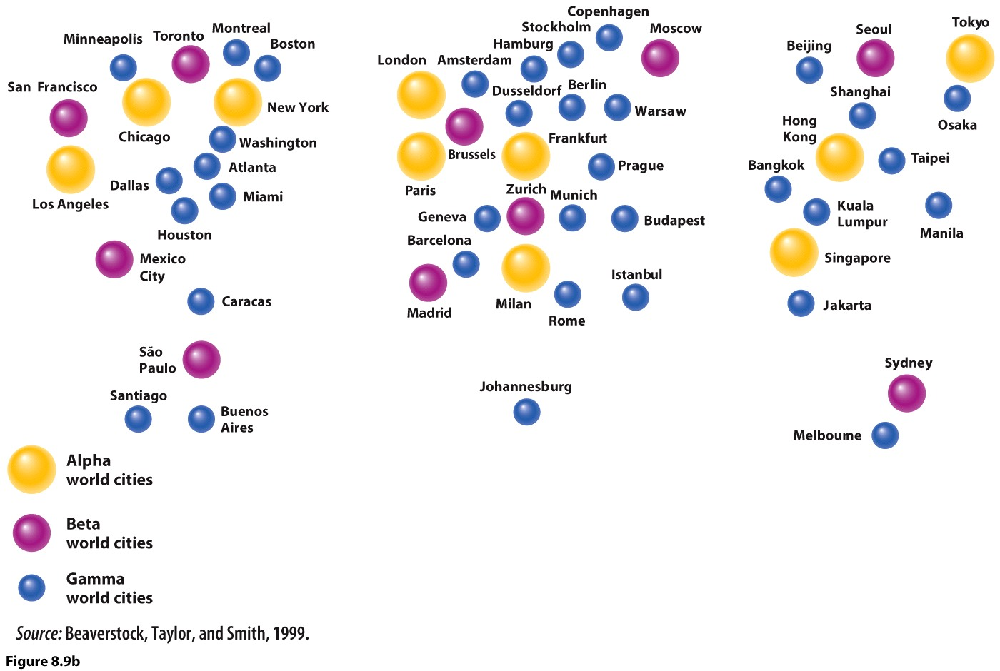 Copenhagen
Montreal
Toronto
Minneapolis
Boston
San Francisco
Chicago
New York
Washington
Los Angeles
Atlanta
Dallas
Miami
Houston
Mexico
City
Caracas
São
Paulo
Santiago
Buenos
Aires
Stockholm
Moscow
Hamburg
London
Amsterdam
Dusseldorf
Berlin
Warsaw
Brussels
Frankfurt
Paris
Prague
Zurich
Munich
Geneva
Budapest
Barcelona
Istanbul
Madrid
Milan
Rome
Johannesburg
Tokyo
Seoul
Beijing
Shanghai
Osaka
Hong
Kong
Taipei
Bangkok
Kuala
Lumpur
Manila
Singapore
Jakarta
Sydney
Melboume
Alpha
world cities
Beta
world cities
Gamma
world cities
Source: Beaverstock, Taylor, and Smith, 1999.
Figure 8.9b